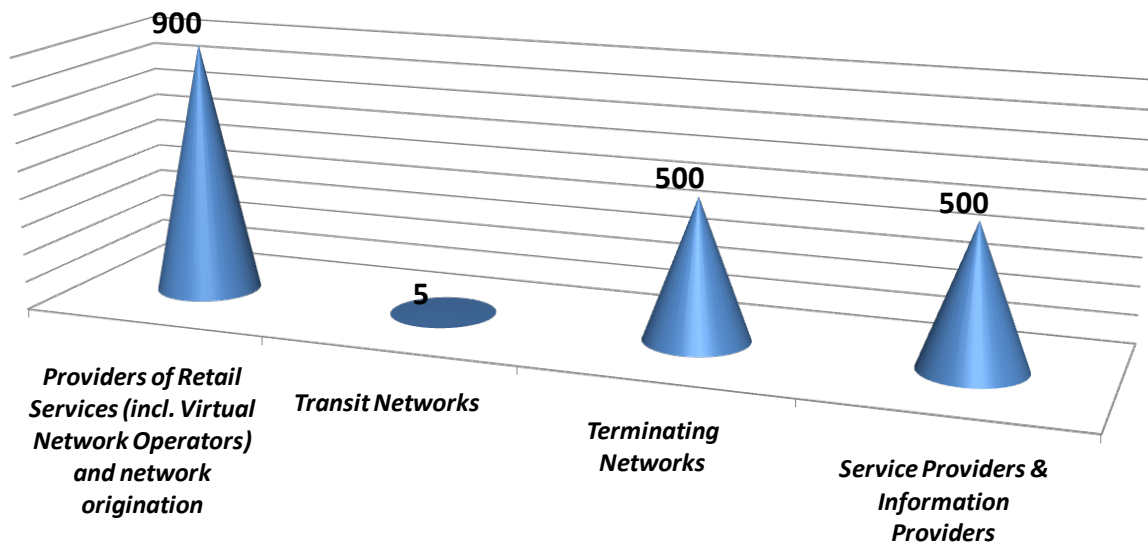 900
5
500
500
Providers of Retail
Services (incl. Virtual
Network Operators)
and network
origination
Transit Networks
Terminating
Networks
Service Providers &
Information
Providers